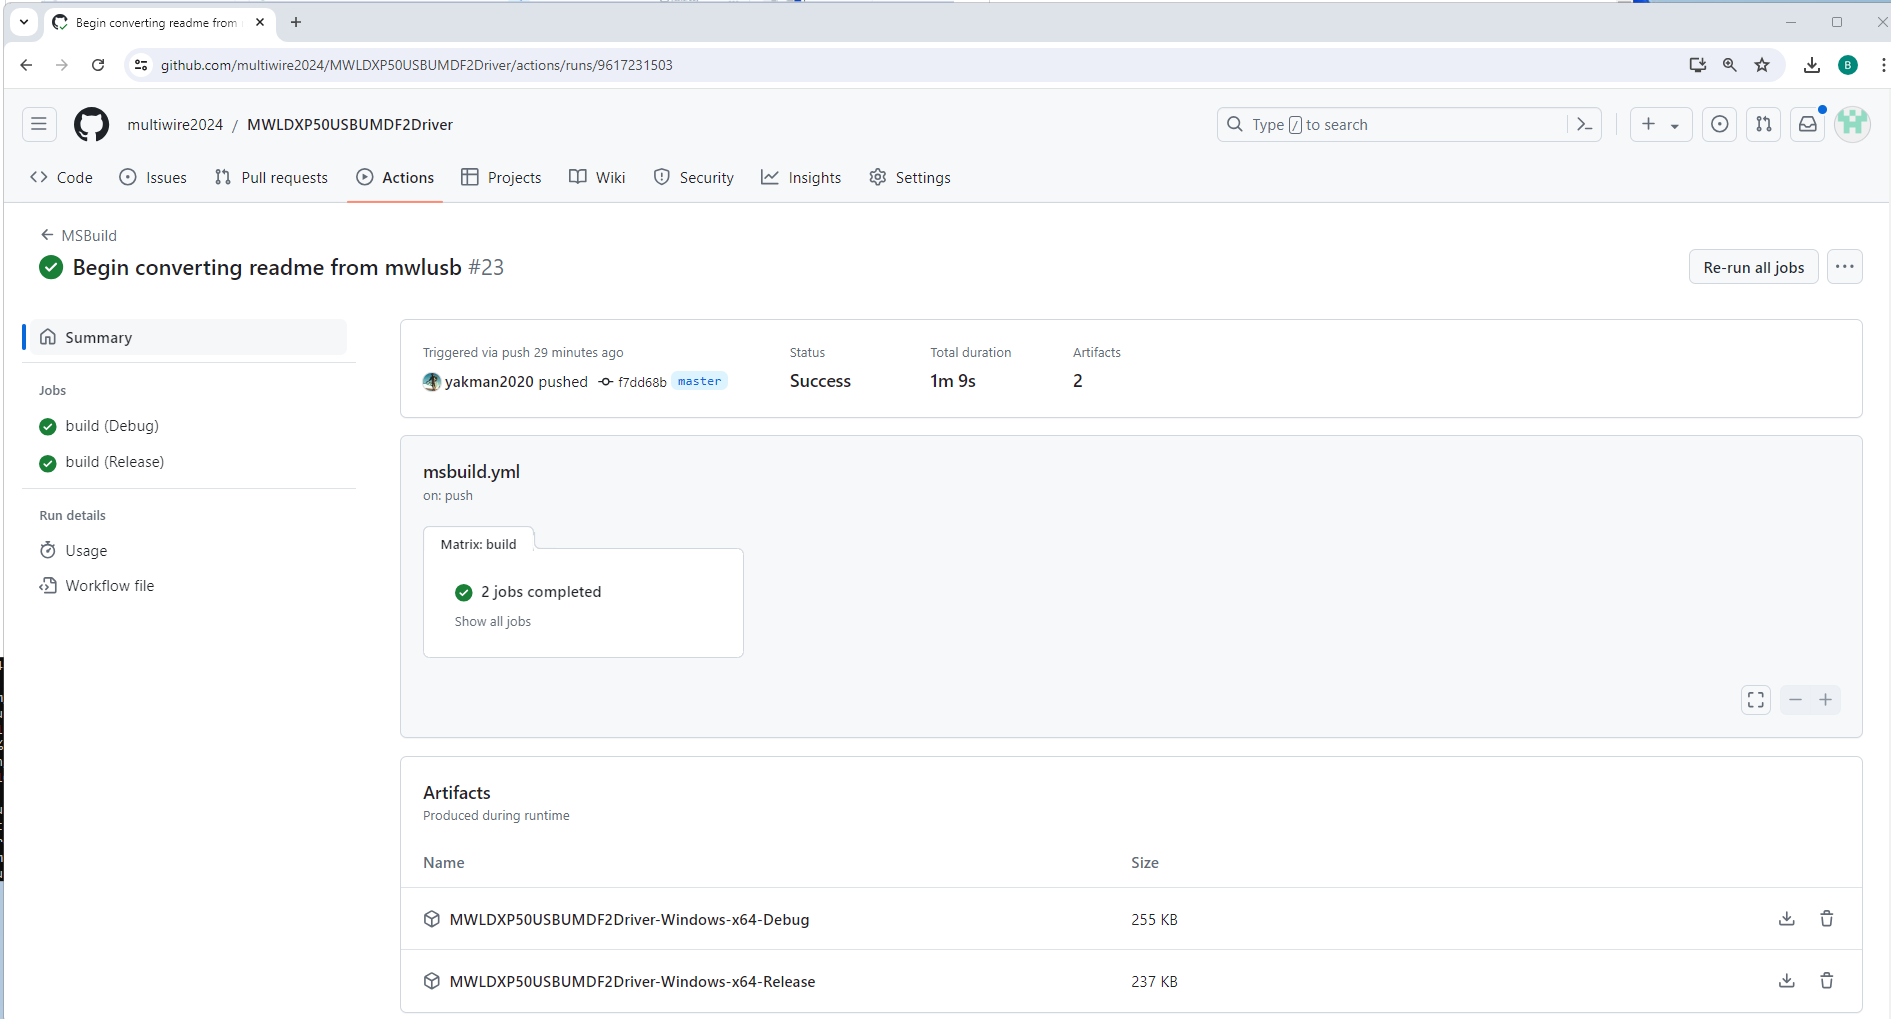 Begin converting readme from
github.com/multiwire2024/MWLDXP50USBUMDF2Driver/actions/runs/9617231503
B
multiwire2024 / MWLDXP50USBUMDF2Driver
Type / to search
Code Issues Pull requests Actions Projects Wiki Security Insights Settings
MSBuild
Begin converting readme from mwlusb #23
Re-run all jobs
Summary
Jobs
build (Debug)
build (Release)
Run details
Usage
Workflow file
Triggered via push 29 minutes ago
yakman2020 pushed f7dd68b master
Status
Success
Total duration
1m 9s
Artifacts
2
msbuild.yml
on: push
Matrix: build
2 jobs completed
Show all jobs
Artifacts
Produced during runtime
Name Size
MWLDXP50USBUMDF2Driver-Windows-x64-Debug 255 KB
MWLDXP50USBUMDF2Driver-Windows-x64-Release 237 KB